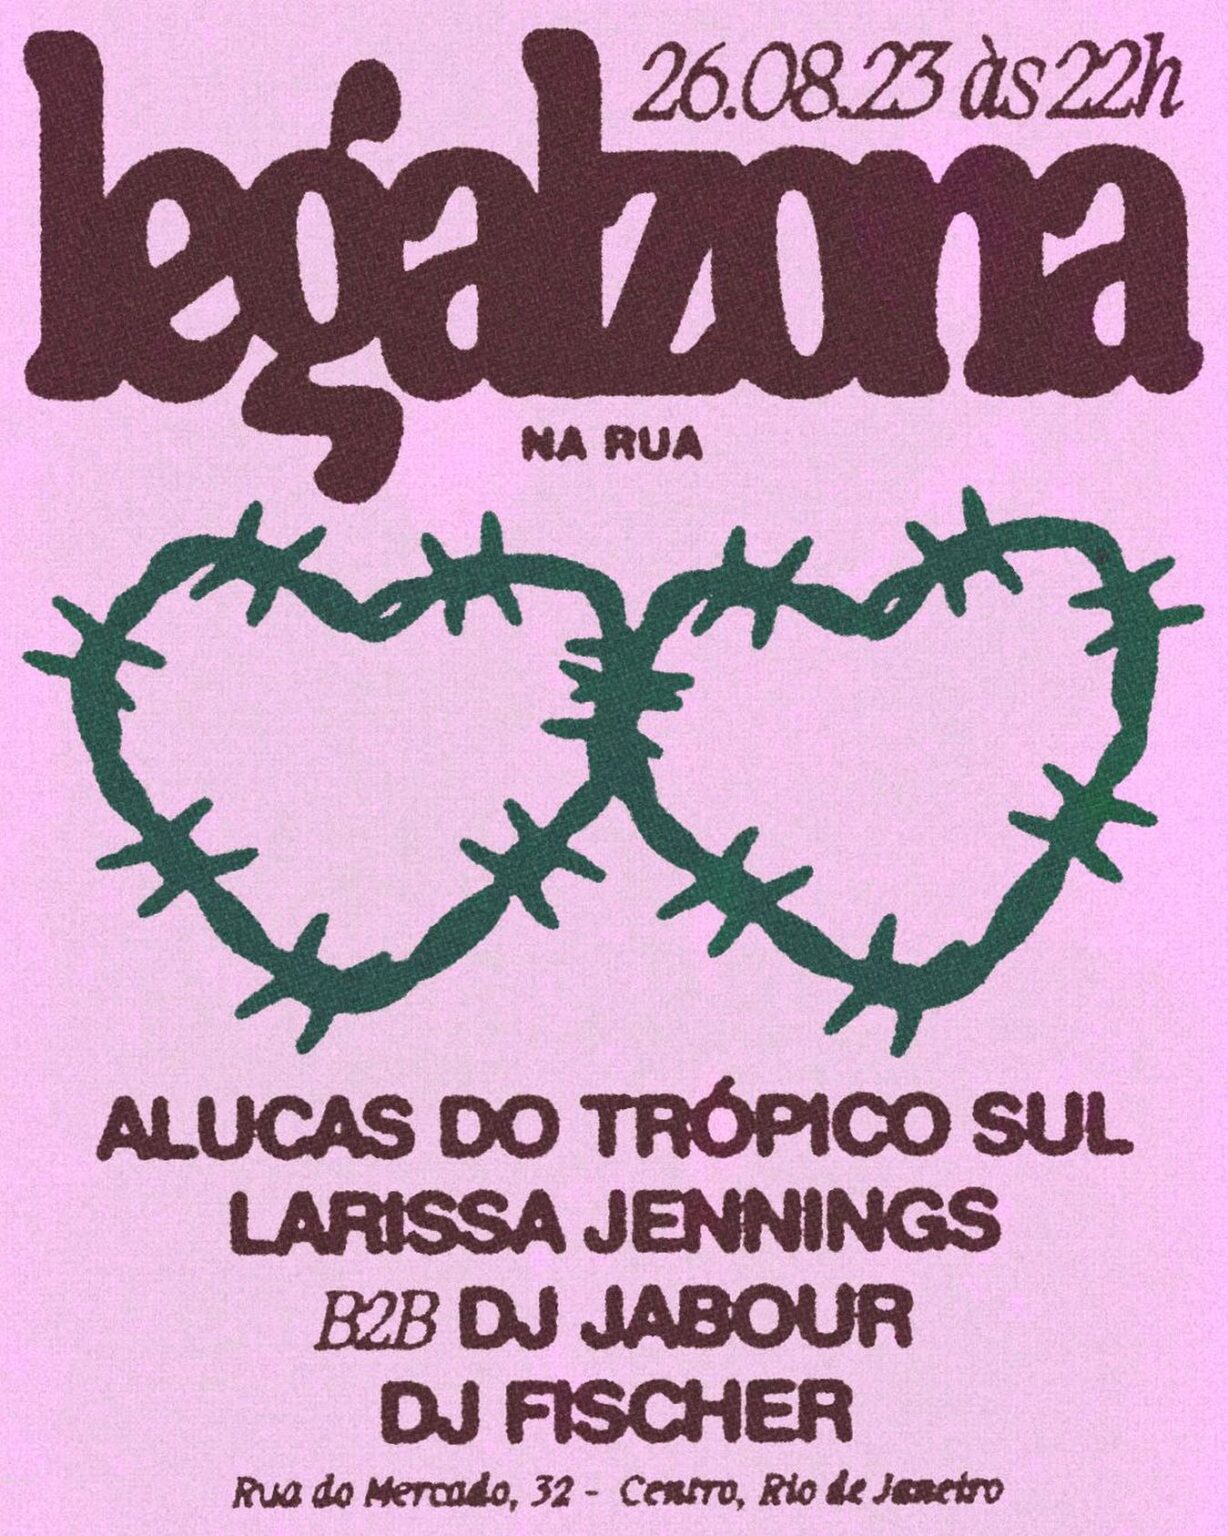 26.08.23 às 22h
legalzona
NA RUA
ALUCAS DO TRÓPICO SUL
LARISSA JENNINGS
B2B DJ JABOUR
DJ FISCHER
Rua do Mercado, 32 - Centro, Rio de Janeiro